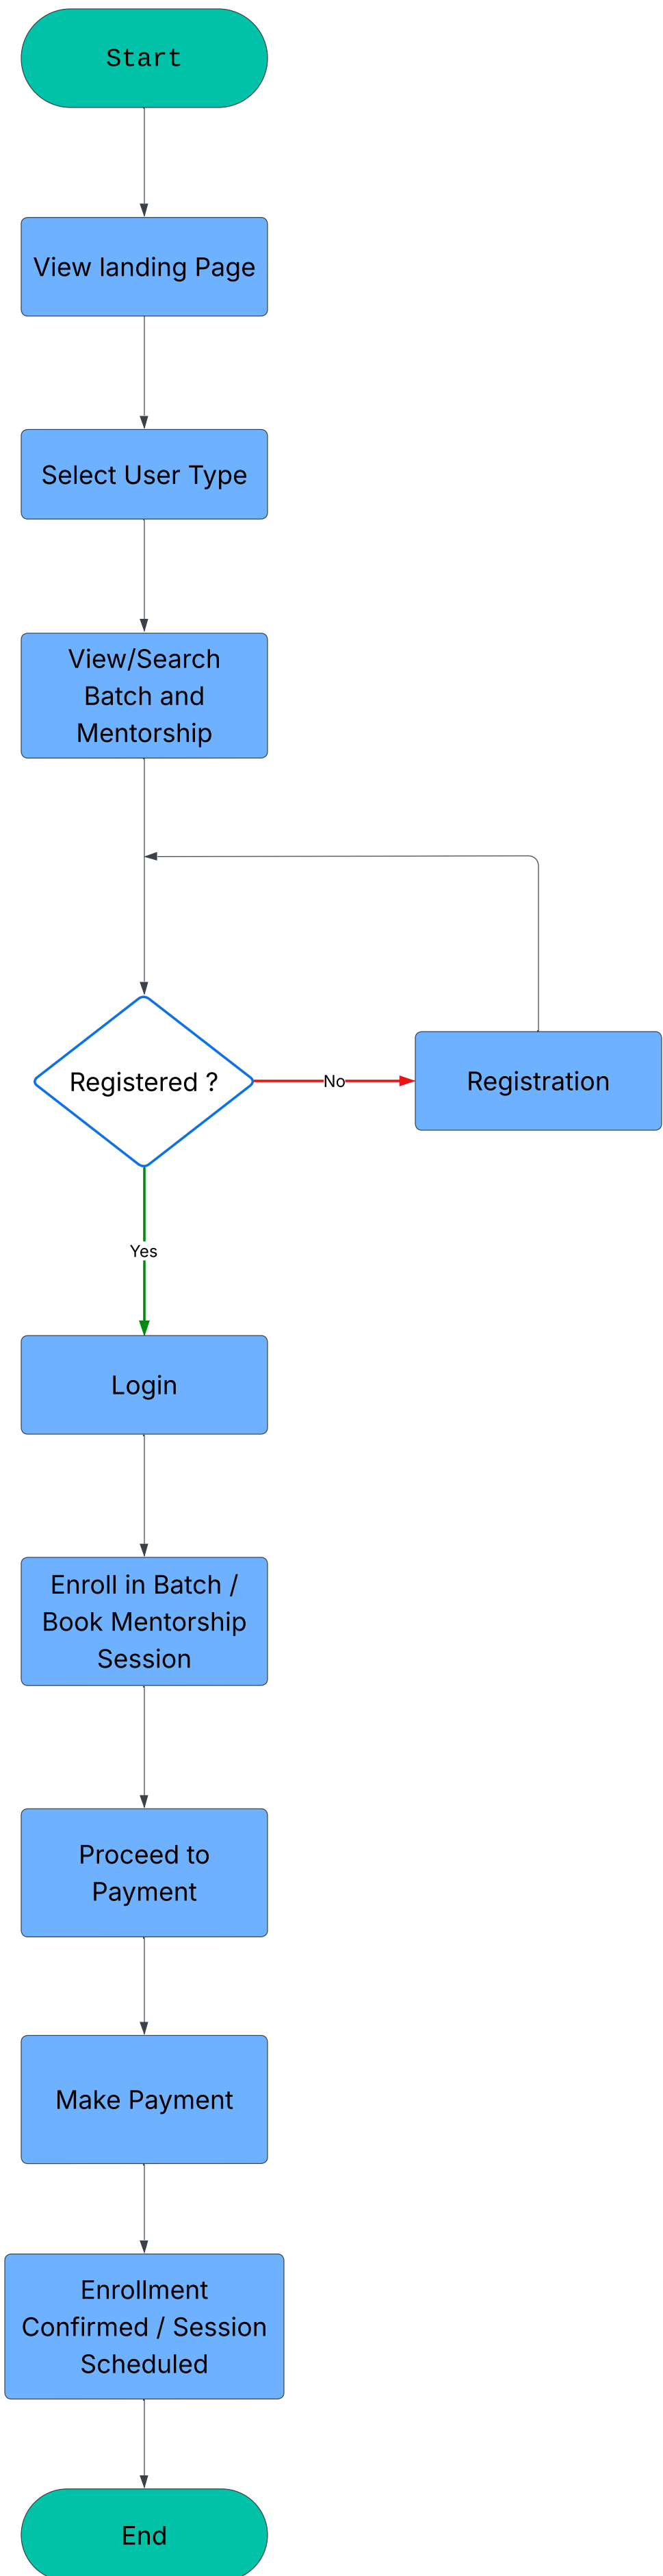 Start
View landing Page
Select User Type
View/Search
Batch and
Mentorship
Registered ?
No
Registration
Yes
Login
Enroll in Batch /
Book Mentorship
Session
Proceed to
Payment
Make Payment
Enrollment
Confirmed / Session
Scheduled
End